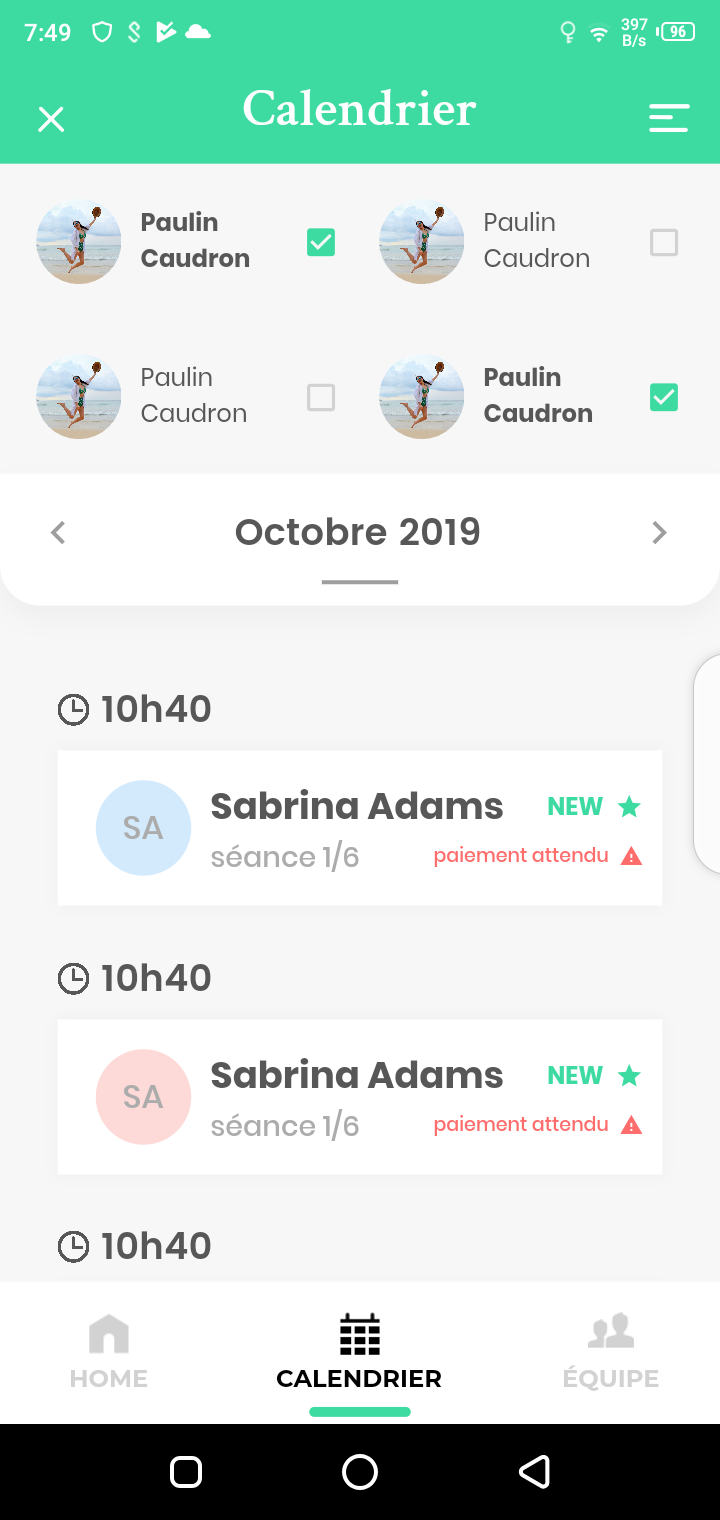 7:49
397
B/s
96
Calendrier
Paulin
Caudron
Paulin
Caudron
Paulin
Caudron
Paulin
Caudron
Octobre 2019
10h40
SA
Sabrina Adams
NEW
séance 1/6
paiement attendu
10h40
SA
Sabrina Adams
NEW
séance 1/6
paiement attendu
10h40
HOME
CALENDRIER
ÉQUIPE